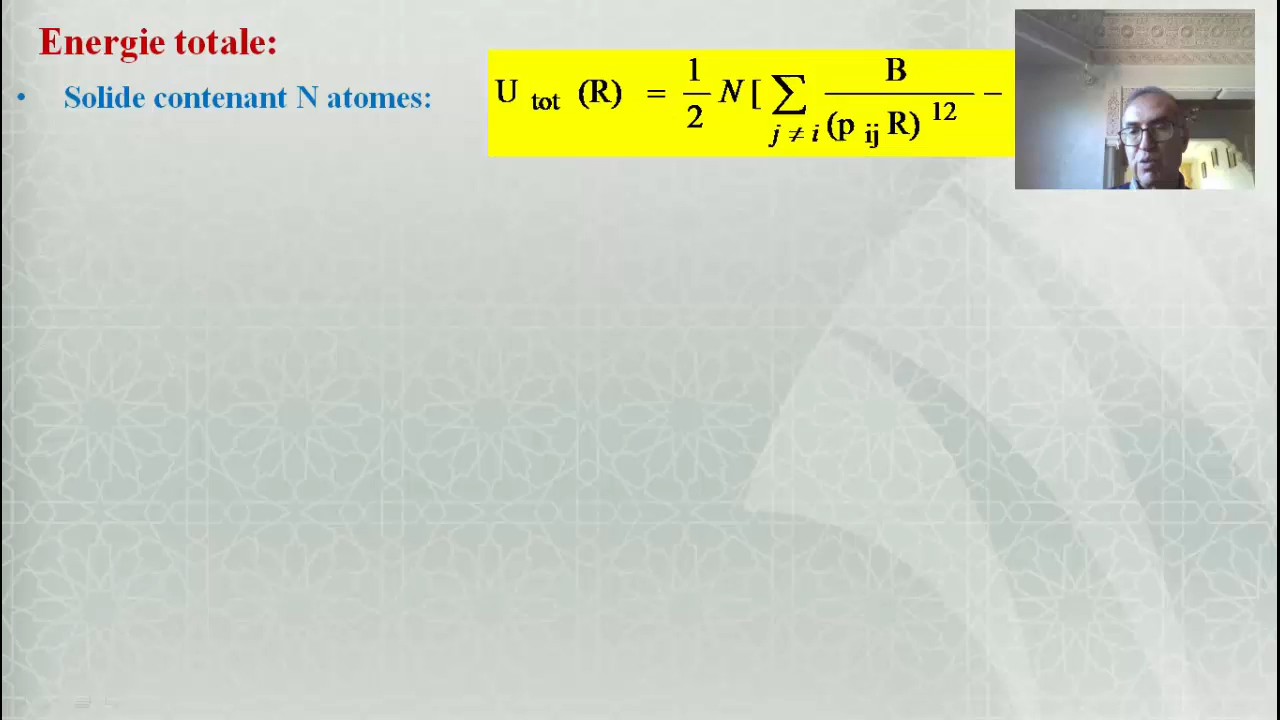 Energie totale:
• Solide contenant N atomes:
U tot (R) = 1/2 N [ ∑ j ≠ i B/(p ij R) 12 −